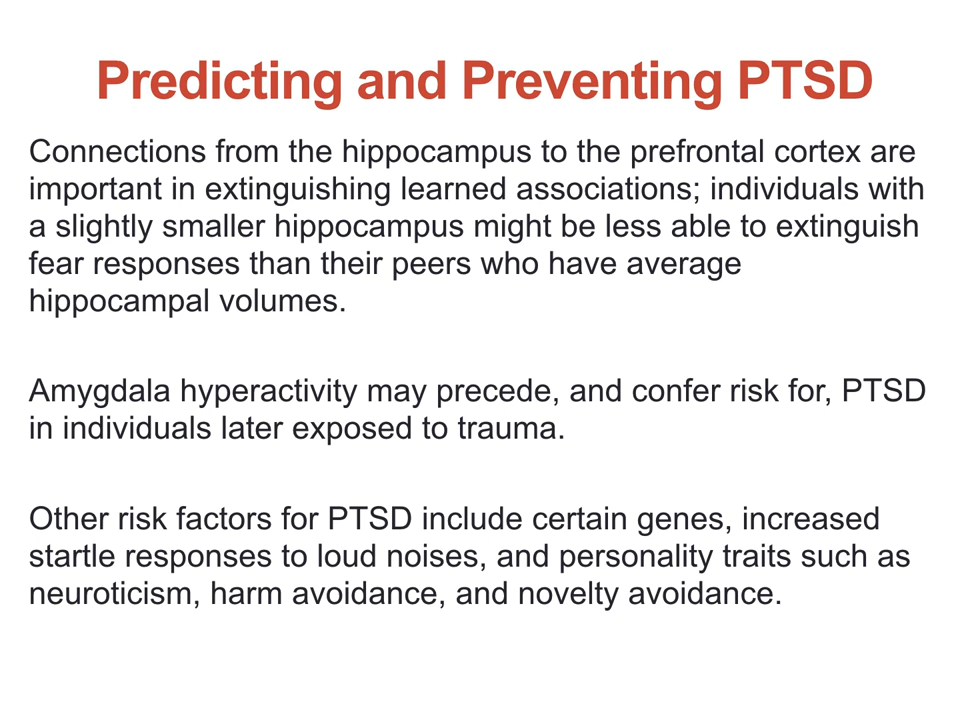 Predicting and Preventing PTSD
Connections from the hippocampus to the prefrontal cortex are
important in extinguishing learned associations; individuals with
a slightly smaller hippocampus might be less able to extinguish
fear responses than their peers who have average
hippocampal volumes.
Amygdala hyperactivity may precede, and confer risk for, PTSD
in individuals later exposed to trauma.
Other risk factors for PTSD include certain genes, increased
startle responses to loud noises, and personality traits such as
neuroticism, harm avoidance, and novelty avoidance.